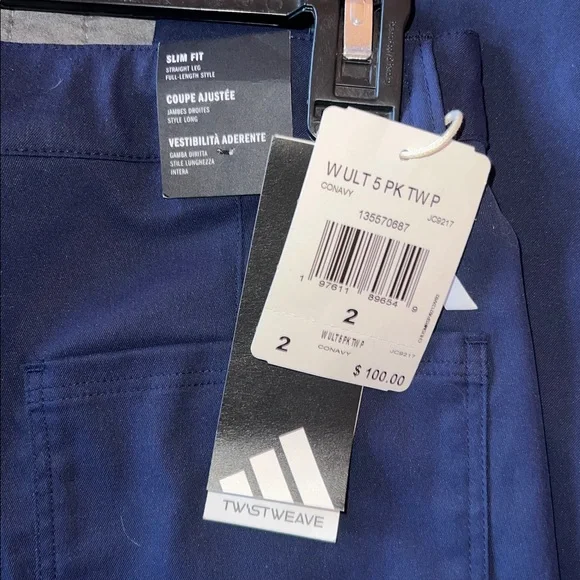 SLIM FIT
STRAIGHT LEG
FULL-LENGTH STYLE
COUPE AJUSTÉE
JAMBES DROITES
STYLE LONG
VESTIBILITÀ ADERENTE
GAMBA DIRITTA
STILE LUNGHEZZA
INTERA
W ULT 5 PK TW P
CONAVY
JC9217
135570687
1 97611 89654 9
2
2
W ULT 5 PK TW P
CONAVY
JC9217
$ 100.00
TWISTWEAVE